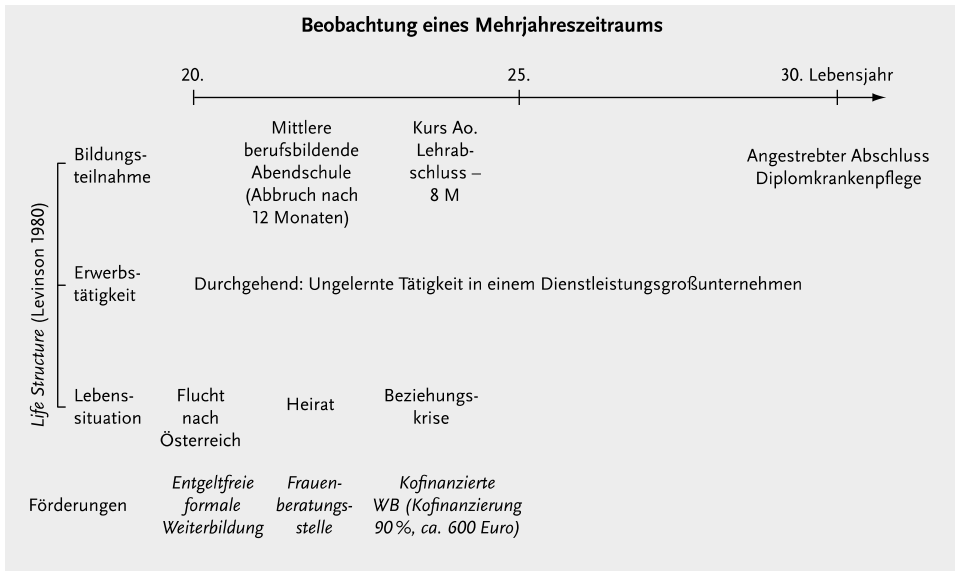 Beobachtung eines Mehrjahreszeitraums
20.
25.
30. Lebensjahr
Life Structure (Levinson 1980)
Bildungs-
teilnahme
Mittlere
berufsbildende
Abendschule
(Abbruch nach
12 Monaten)
Kurs Ao.
Lehrab-
schluss –
8 M
Angestrebter Abschluss
Diplomkrankenpflege
Erwerbs-
tätigkeit
Durchgehend: Ungelernte Tätigkeit in einem Dienstleistungsgroßunternehmen
Lebens-
situation
Flucht
nach
Österreich
Heirat
Beziehungs-
krise
Förderungen
Entgeltfreie
formale
Weiterbildung
Frauen-
beratungs-
stelle
Kofinanzierte
WB (Kofinanzierung
90 %, ca. 600 Euro)